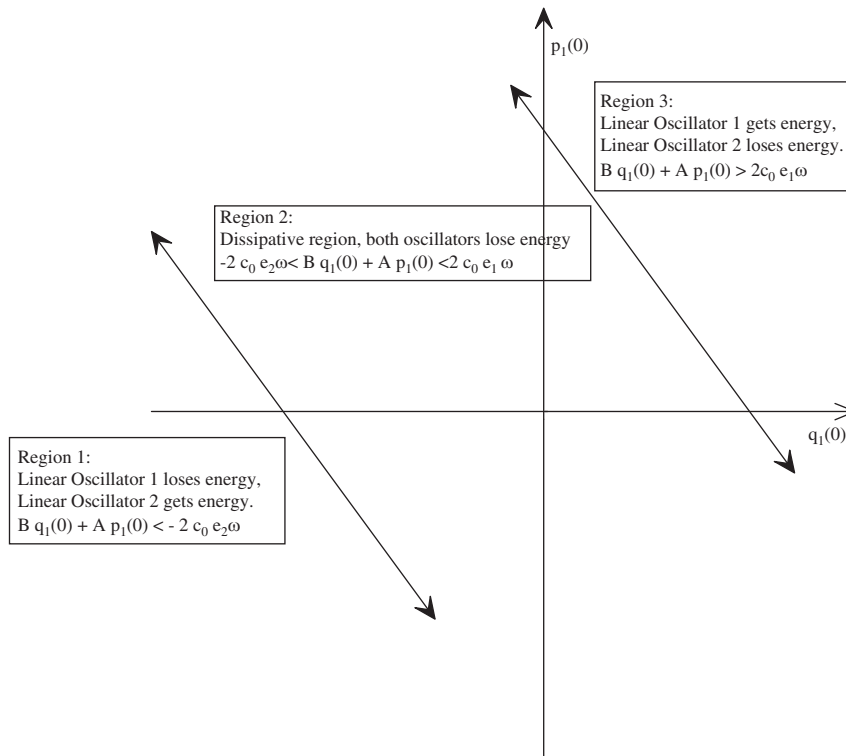 p₁(0)
Region 3:
Linear Oscillator 1 gets energy,
Linear Oscillator 2 loses energy.
B q₁(0) + A p₁(0) > 2c₀ e₁ω
Region 2:
Dissipative region, both oscillators lose energy
-2 c₀ e₂ω< B q₁(0) + A p₁(0) <2 c₀ e₁ ω
q₁(0)
Region 1:
Linear Oscillator 1 loses energy,
Linear Oscillator 2 gets energy.
B q₁(0) + A p₁(0) < - 2 c₀ e₂ω